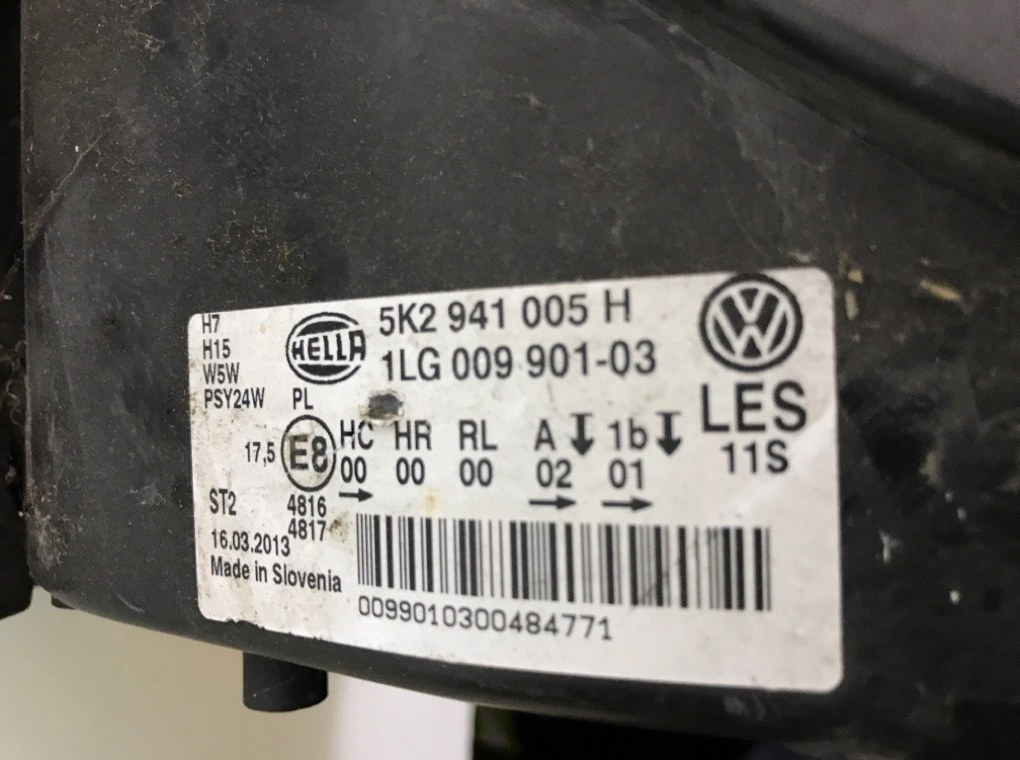 H7
H15
W5W
PSY24W
HELLA
PL
5K2 941 005 H
1LG 009 901-03
VW
LES
11S
17,5
E8
HC HR RL A 1b
00 00 00 02 01
ST2
4816
4817
16.03.2013
Made in Slovenia
0099010300484771